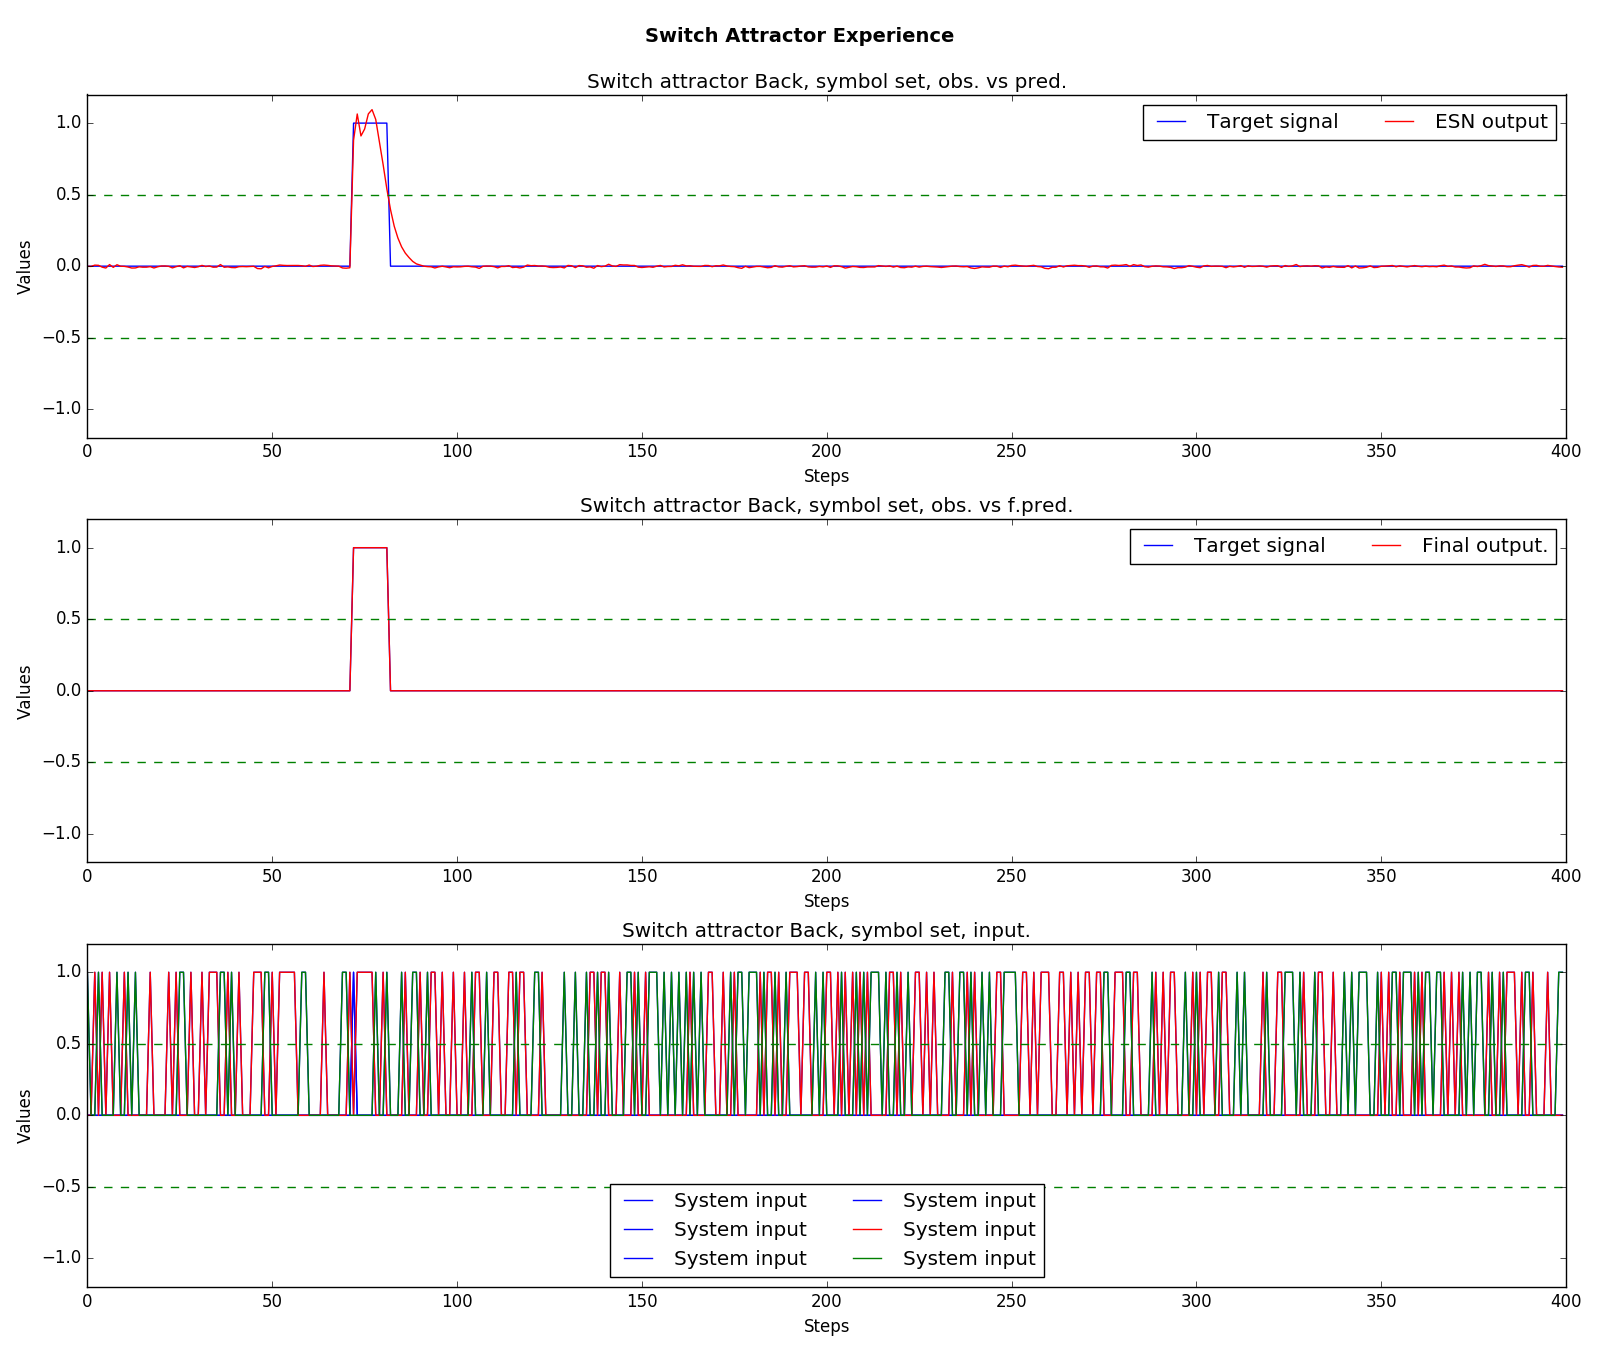 Switch Attractor Experience
Switch attractor Back, symbol set, obs. vs pred.
Target signal ESN output
1.0
0.5
0.0
−0.5
−1.0
Values
0 50 100 150 200 250 300 350 400
Steps
Switch attractor Back, symbol set, obs. vs f.pred.
Target signal Final output.
1.0
0.5
0.0
−0.5
−1.0
Values
0 50 100 150 200 250 300 350 400
Steps
Switch attractor Back, symbol set, input.
1.0
0.5
0.0
−0.5
−1.0
Values
System input System input
System input System input
System input System input
0 50 100 150 200 250 300 350 400
Steps